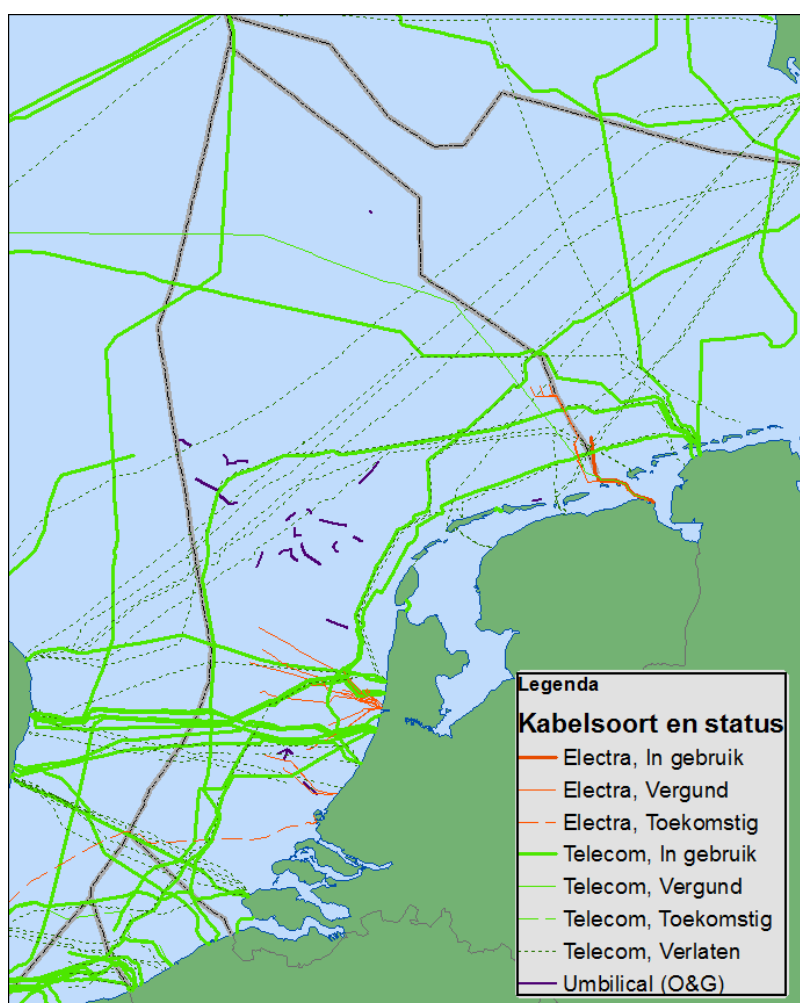 Legenda
Kabelsoort en status
Electra, In gebruik
Electra, Vergund
Electra, Toekomstig
Telecom, In gebruik
Telecom, Vergund
Telecom, Toekomstig
Telecom, Verlaten
Umbilical (O&G)